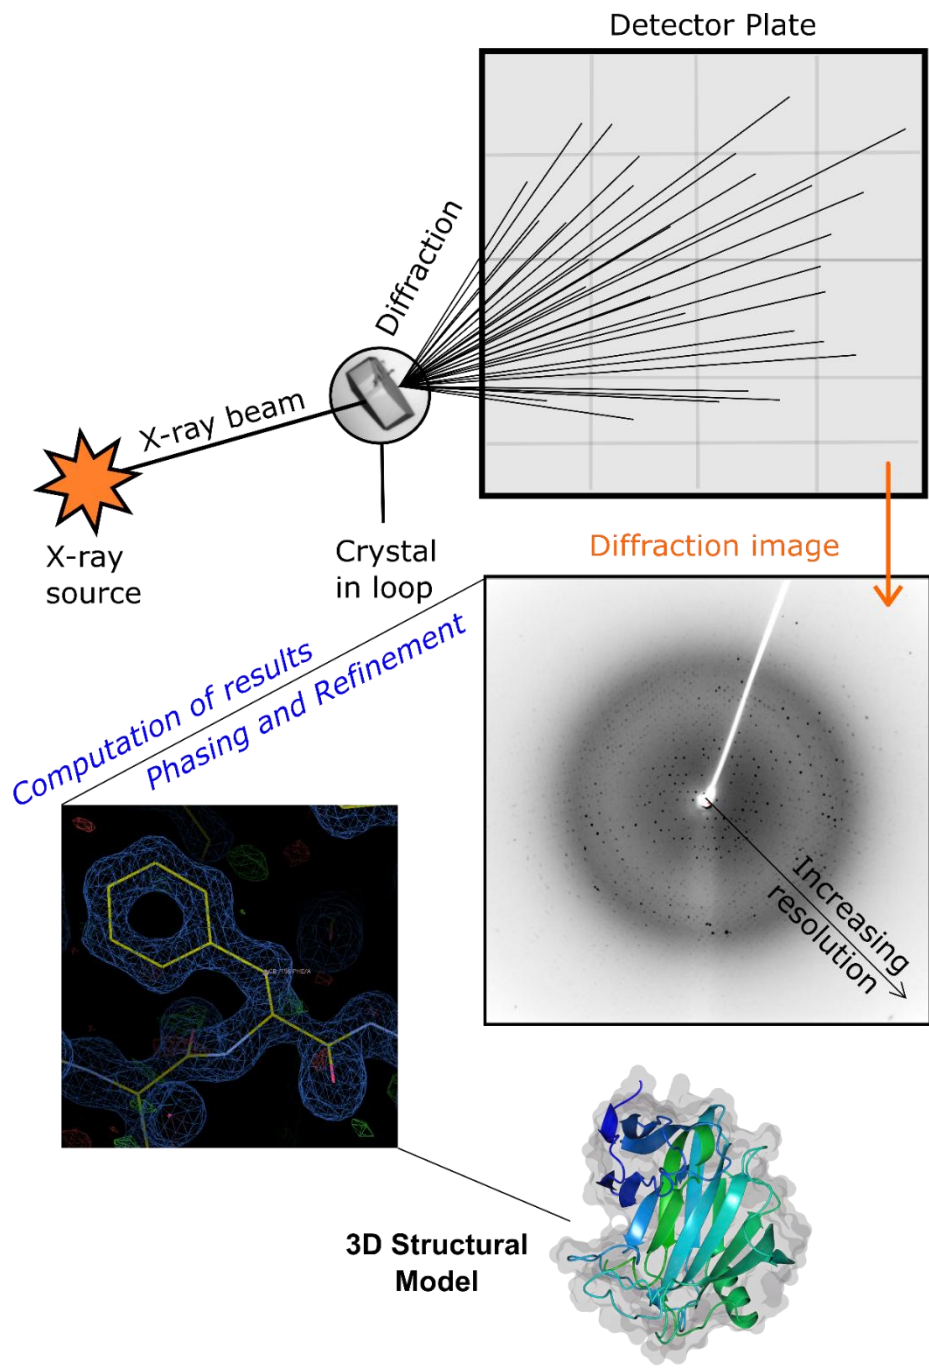 Detector Plate
Diffraction
X-ray beam
X-ray
source
Crystal
in loop
Diffraction image
Computation of results
Phasing and Refinement
Increasing
resolution
3D Structural
Model